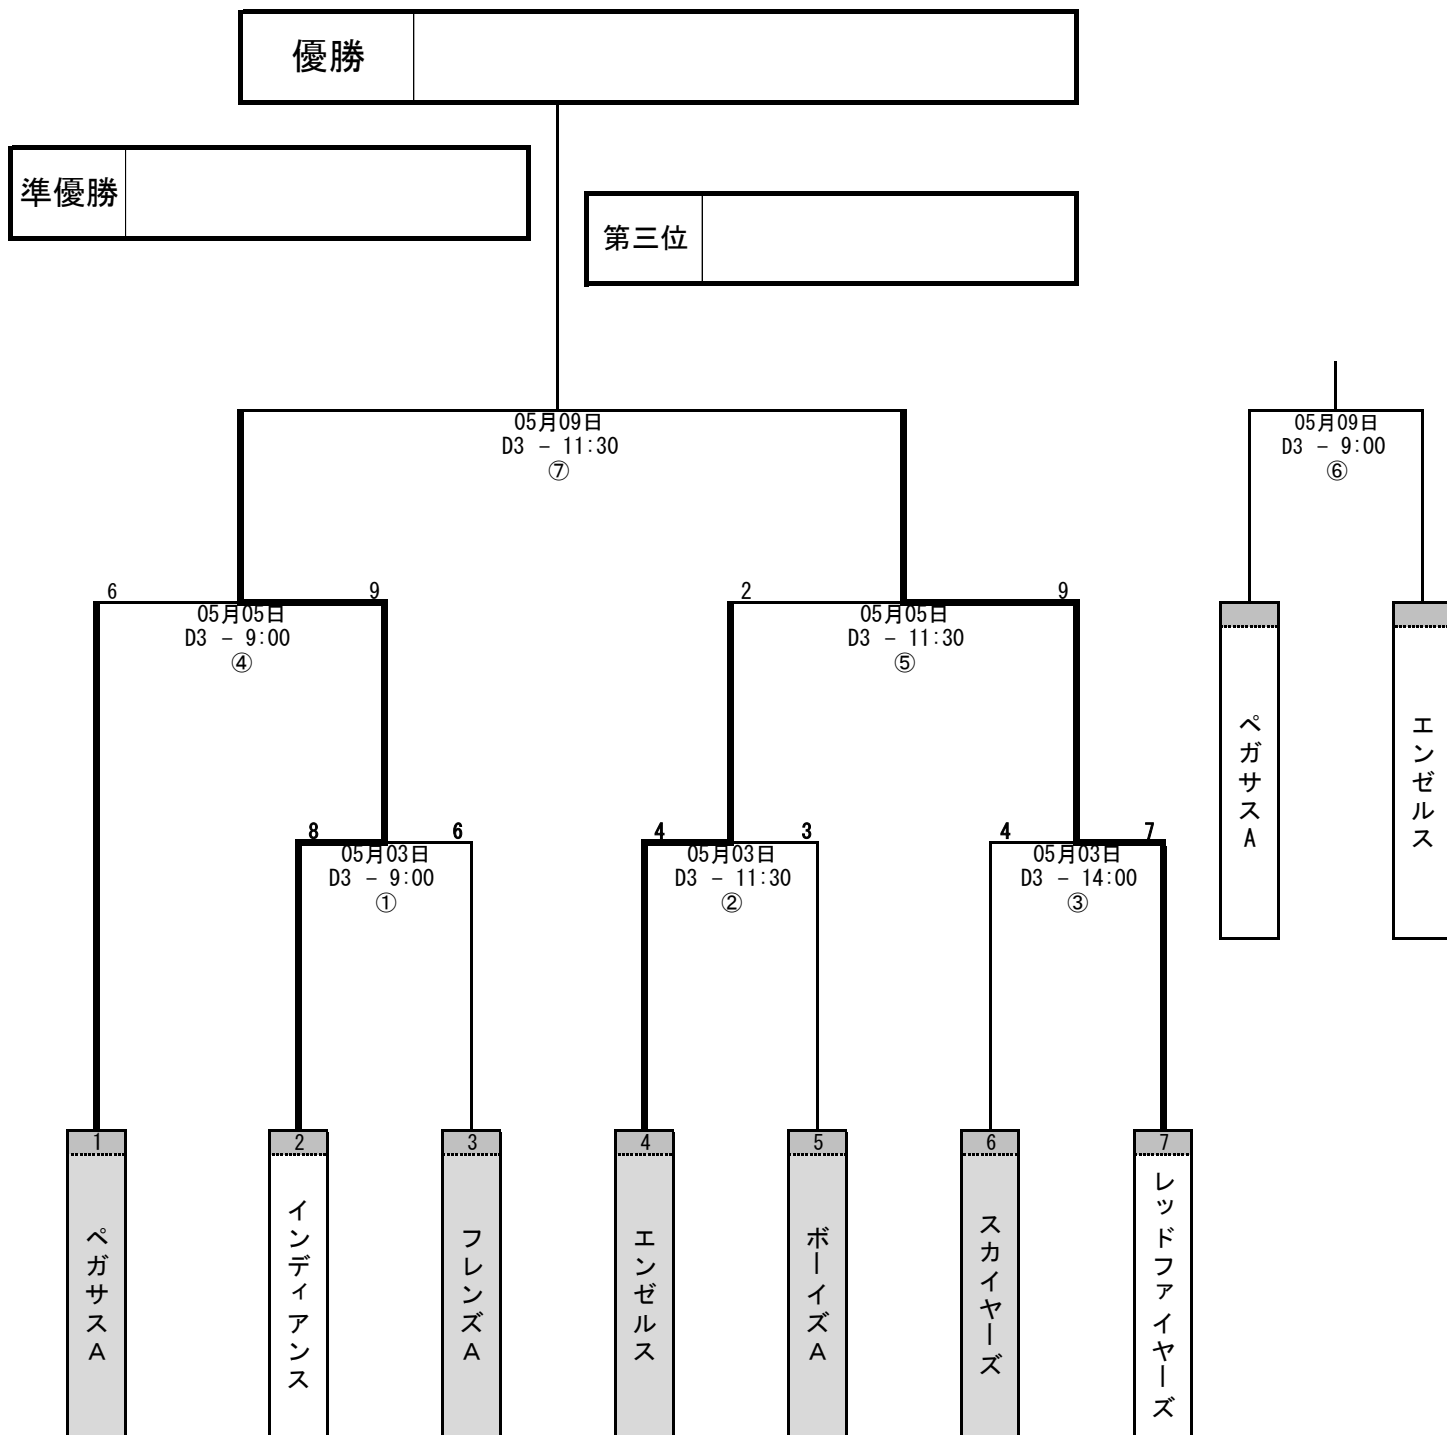 優勝
準優勝
第三位
05月09日
D3 - 11:30
⑦
05月09日
D3 - 9:00
⑥
6
9
05月05日
D3 - 9:00
④
2
9
05月05日
D3 - 11:30
⑤
ペガサスA
エンゼルス
8
6
05月03日
D3 - 9:00
①
4
3
05月03日
D3 - 11:30
②
4
7
05月03日
D3 - 14:00
③
1
ペガサスA
2
インディアンス
3
フレンズA
4
エンゼルス
5
ボーイズA
6
スカイヤーズ
7
レッドファイヤーズ